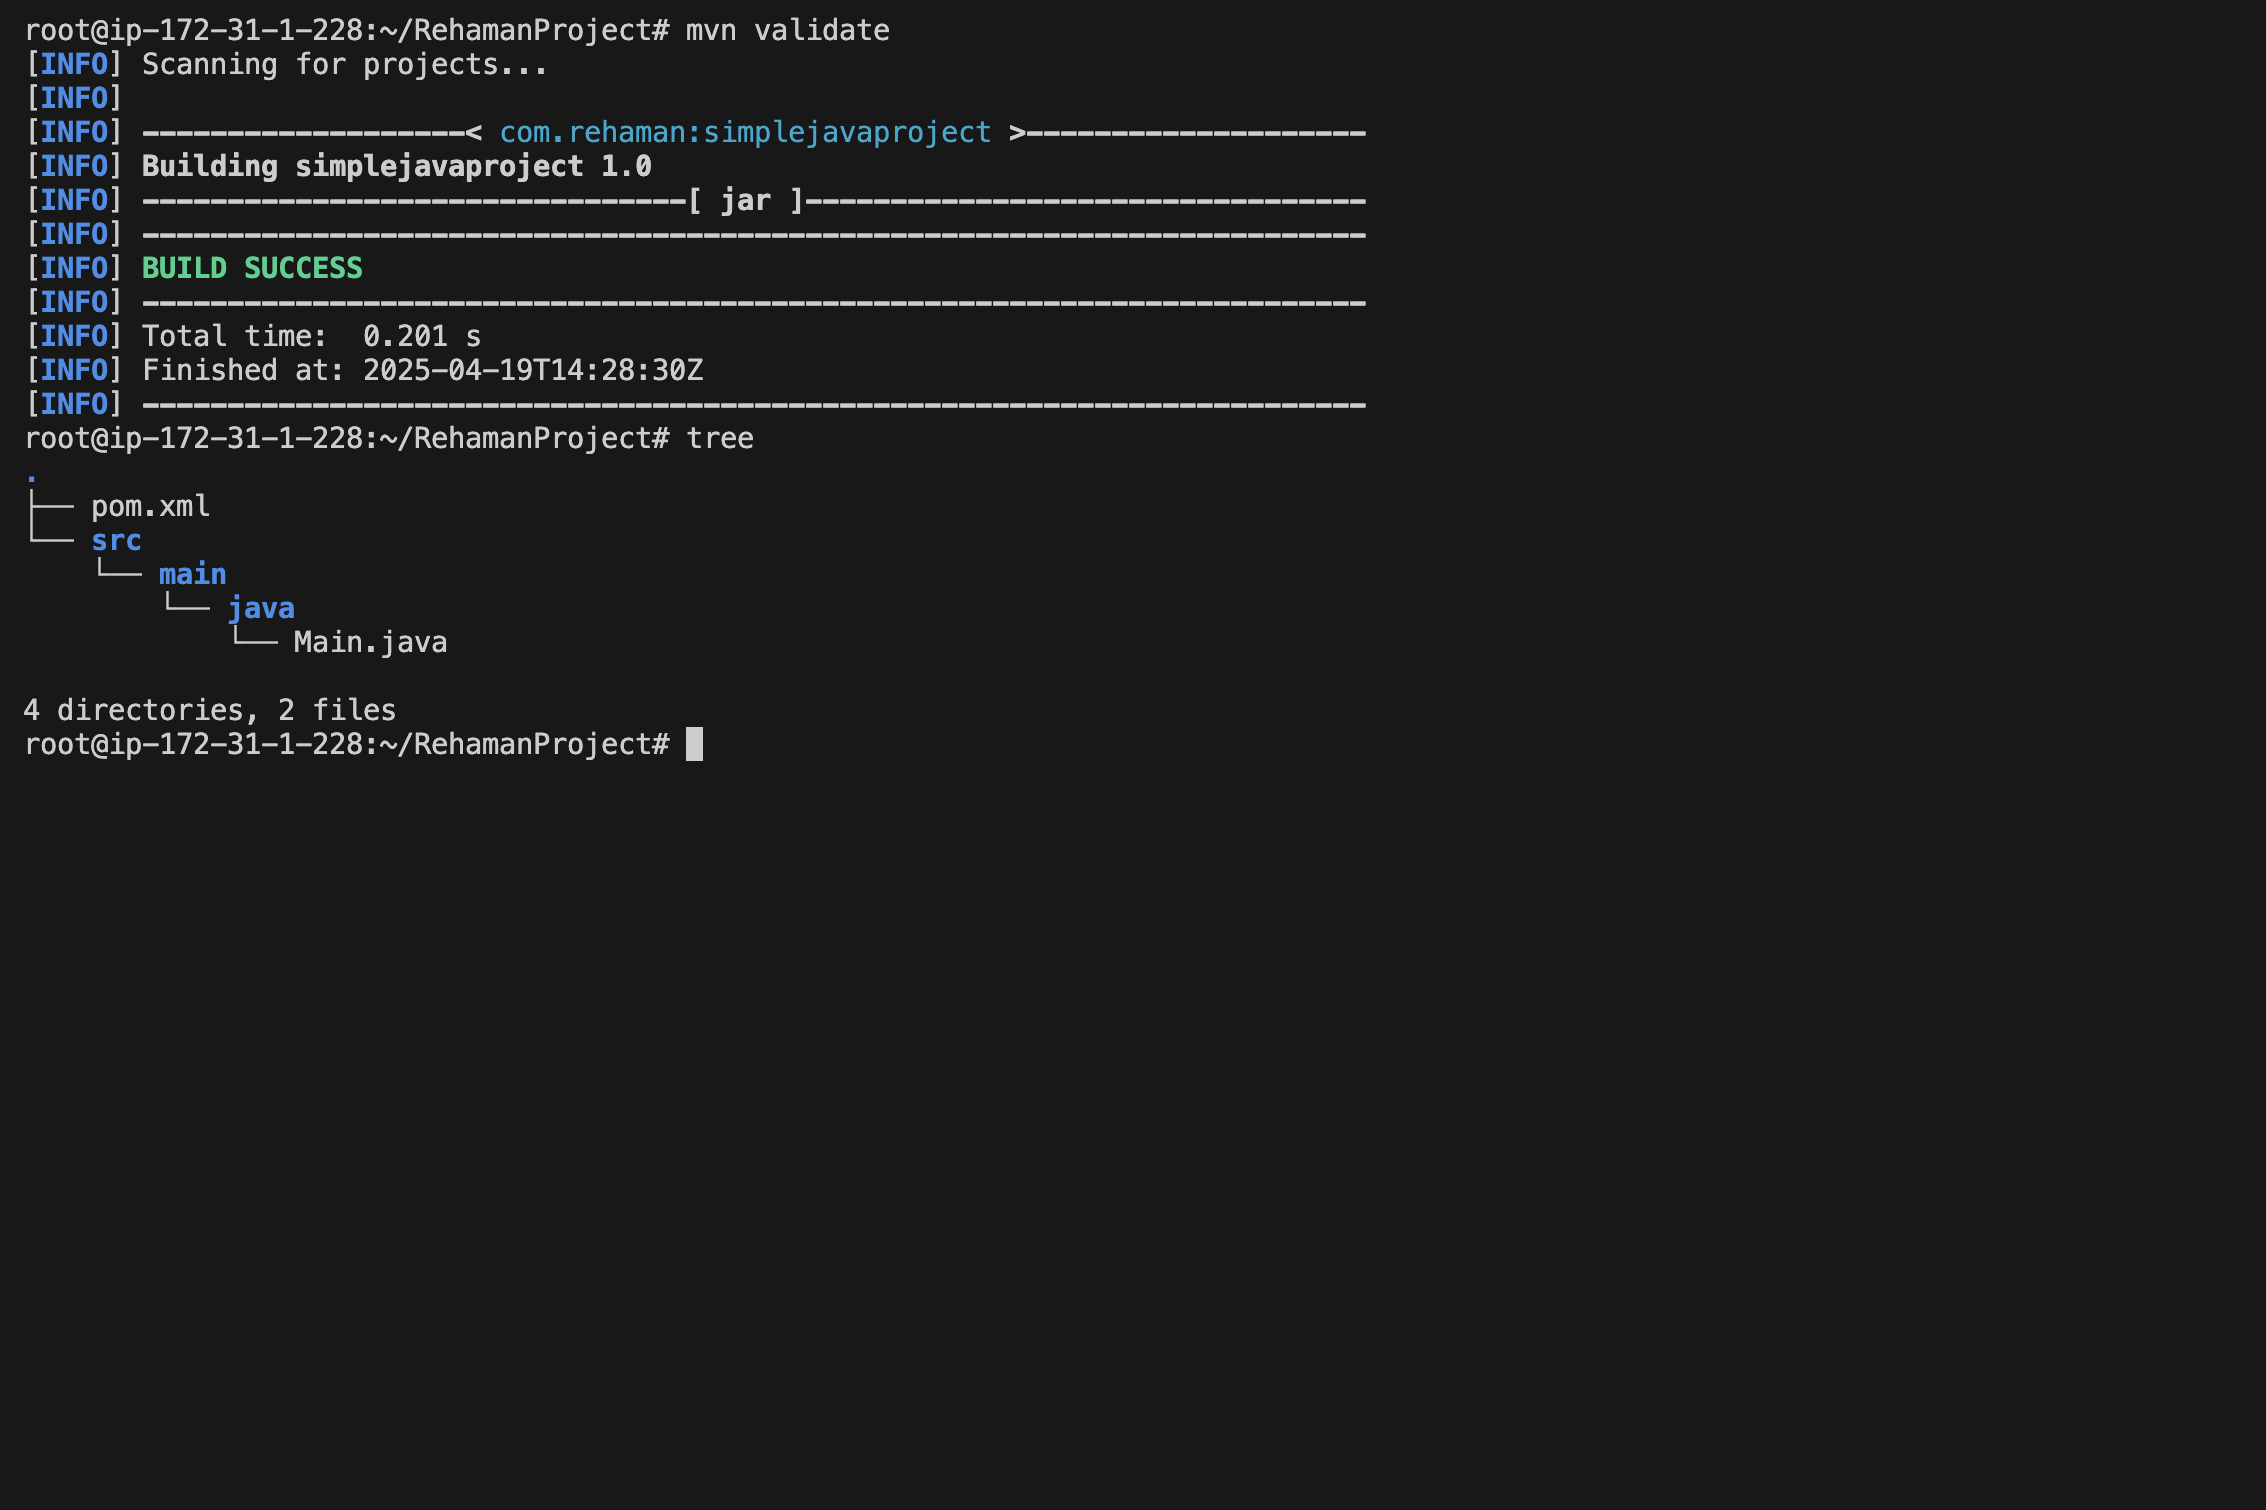 root@ip-172-31-1-228:~/RehamanProject# mvn validate
[INFO] Scanning for projects...
[INFO]
[INFO] -------------------< com.rehaman:simplejavaproject >--------------------
[INFO] Building simplejavaproject 1.0
[INFO] --------------------------------[ jar ]---------------------------------
[INFO] ------------------------------------------------------------------------
[INFO] BUILD SUCCESS
[INFO] ------------------------------------------------------------------------
[INFO] Total time:  0.201 s
[INFO] Finished at: 2025-04-19T14:28:30Z
[INFO] ------------------------------------------------------------------------
root@ip-172-31-1-228:~/RehamanProject# tree
.
├── pom.xml
└── src
    └── main
        └── java
            └── Main.java
4 directories, 2 files
root@ip-172-31-1-228:~/RehamanProject#